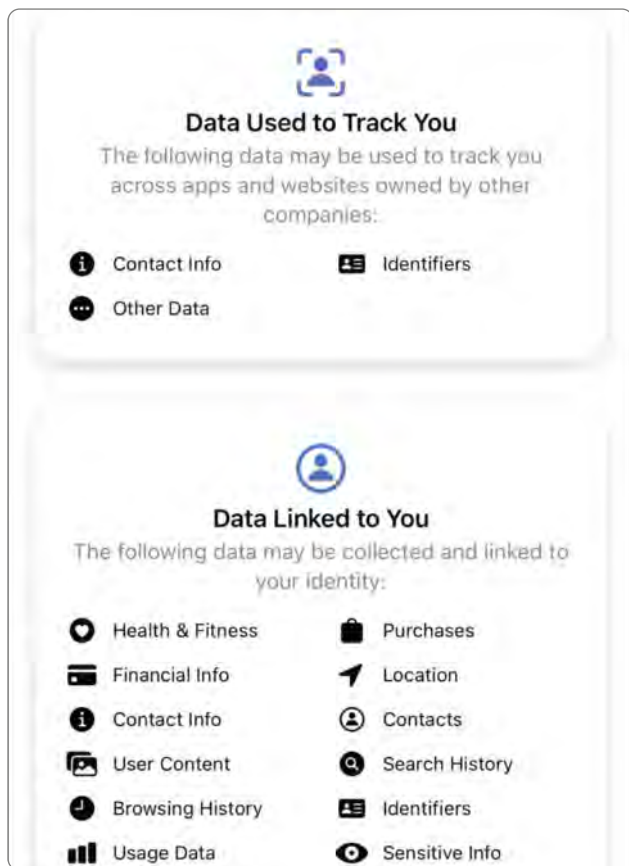 Data Used to Track You
The following data may be used to track you
across apps and websites owned by other
companies:
Contact Info
Identifiers
Other Data
Data Linked to You
The following data may be collected and linked to
your identity:
Health & Fitness
Purchases
Financial Info
Location
Contact Info
Contacts
User Content
Search History
Browsing History
Identifiers
Usage Data
Sensitive Info